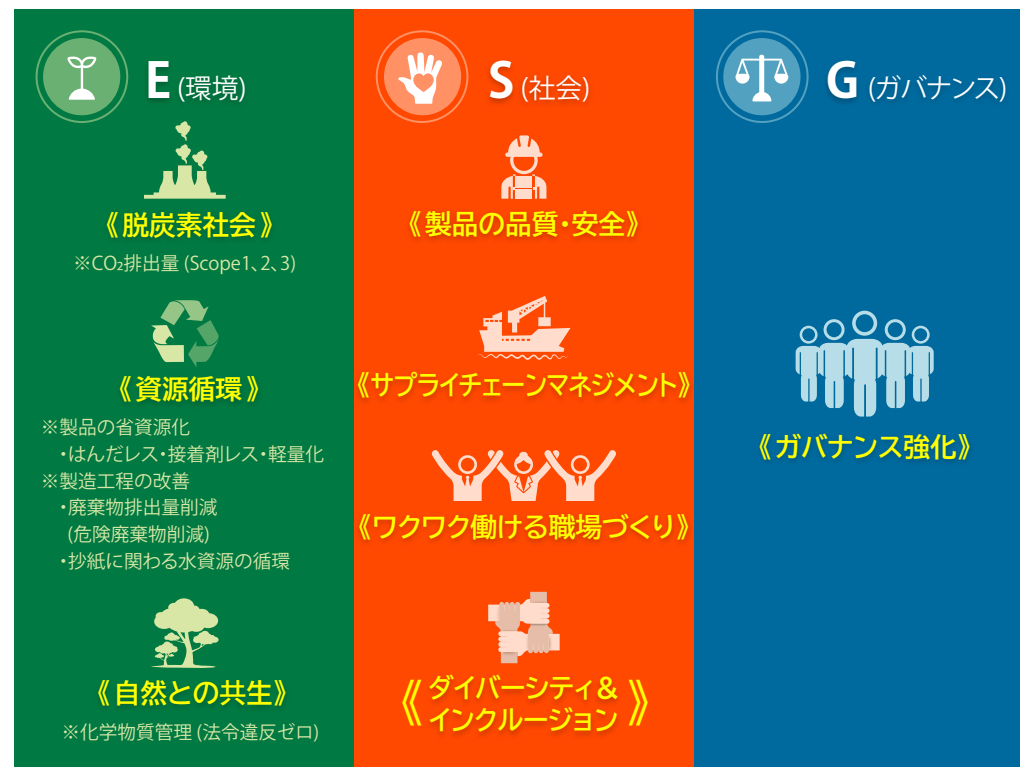 E (環境)
《脱炭素社会》
※CO₂排出量 (Scope1、2、3)
《資源循環》
※製品の省資源化
・はんだレス・接着剤レス・軽量化
※製造工程の改善
・廃棄物排出量削減
(危険廃棄物削減)
・抄紙に関わる水資源の循環
《自然との共生》
※化学物質管理 (法令違反ゼロ)
S (社会)
《製品の品質・安全》
《サプライチェーンマネジメント》
《ワクワク働ける職場づくり》
《ダイバーシティ&
インクルージョン》
G (ガバナンス)
《ガバナンス強化》